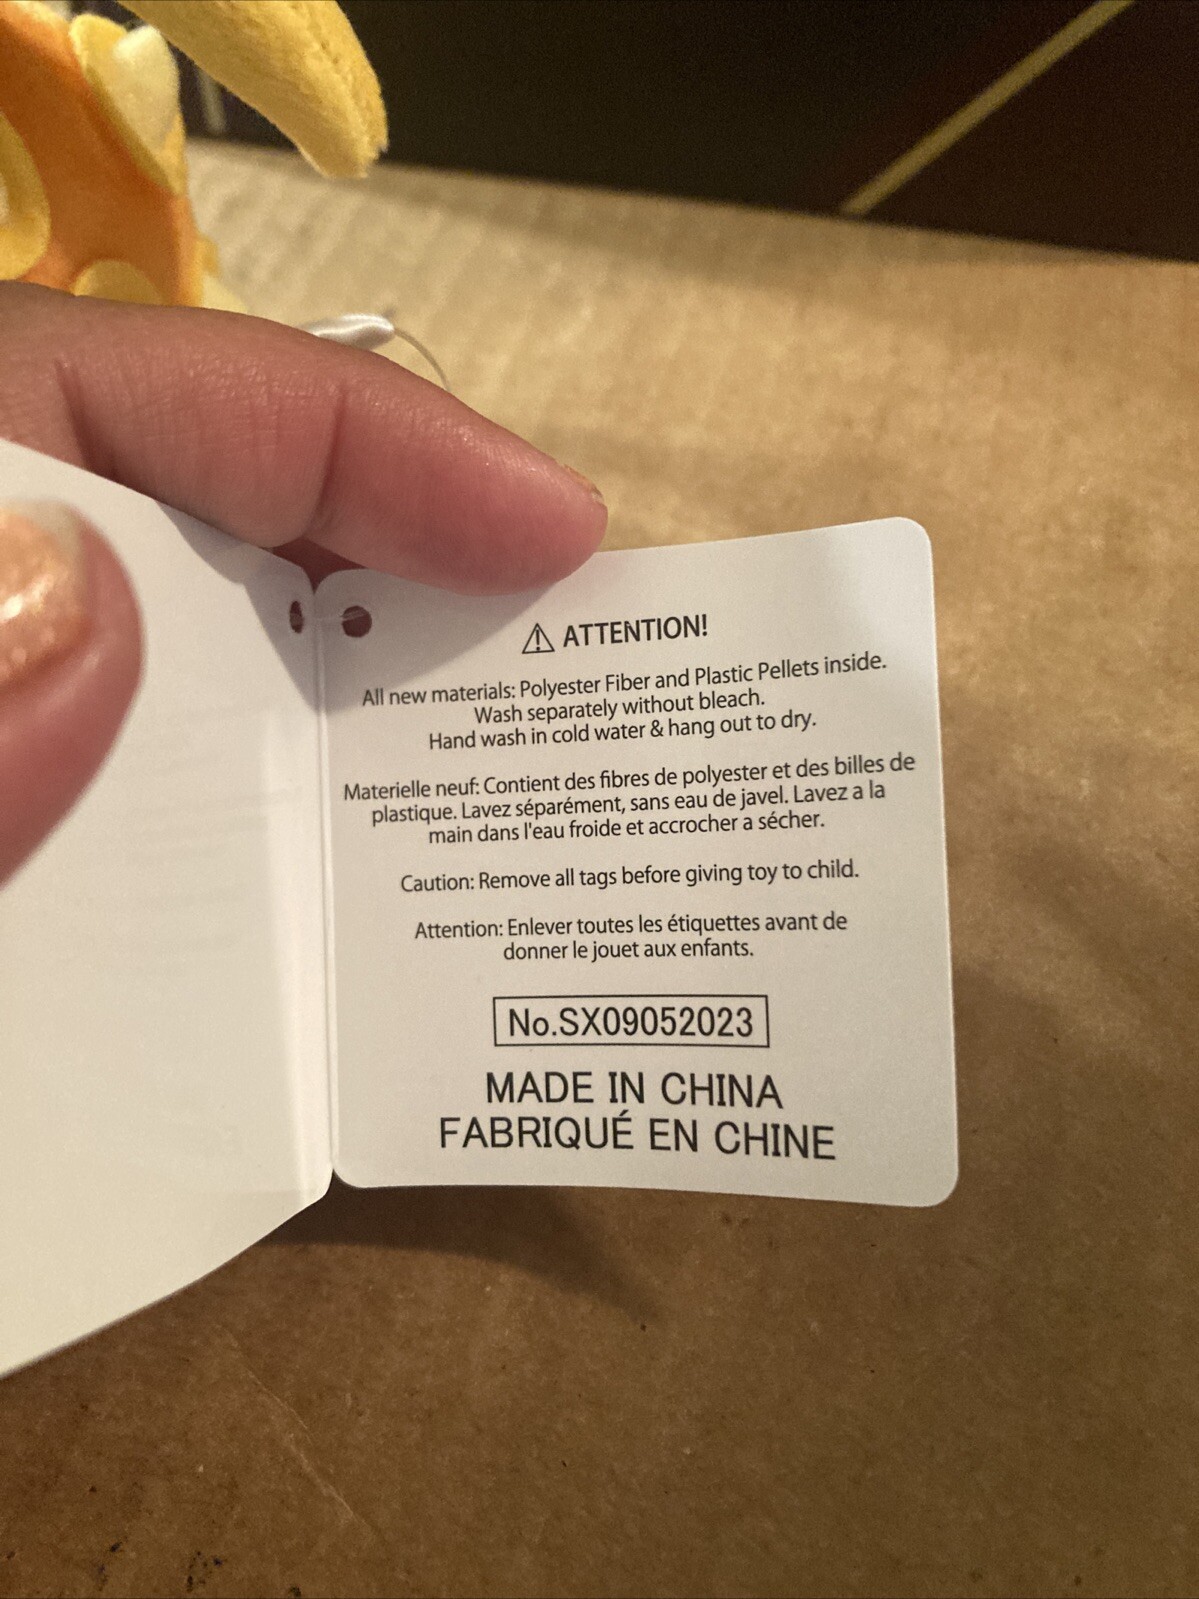 ⚠ ATTENTION!
All new materials: Polyester Fiber and Plastic Pellets inside.
Wash separately without bleach.
Hand wash in cold water & hang out to dry.
Materielle neuf: Contient des fibres de polyester et des billes de
plastique. Lavez séparément, sans eau de javel. Lavez a la
main dans l'eau froide et accrocher a sécher.
Caution: Remove all tags before giving toy to child.
Attention: Enlever toutes les étiquettes avant de
donner le jouet aux enfants.
No.SX09052023
MADE IN CHINA
FABRIQUÉ EN CHINE